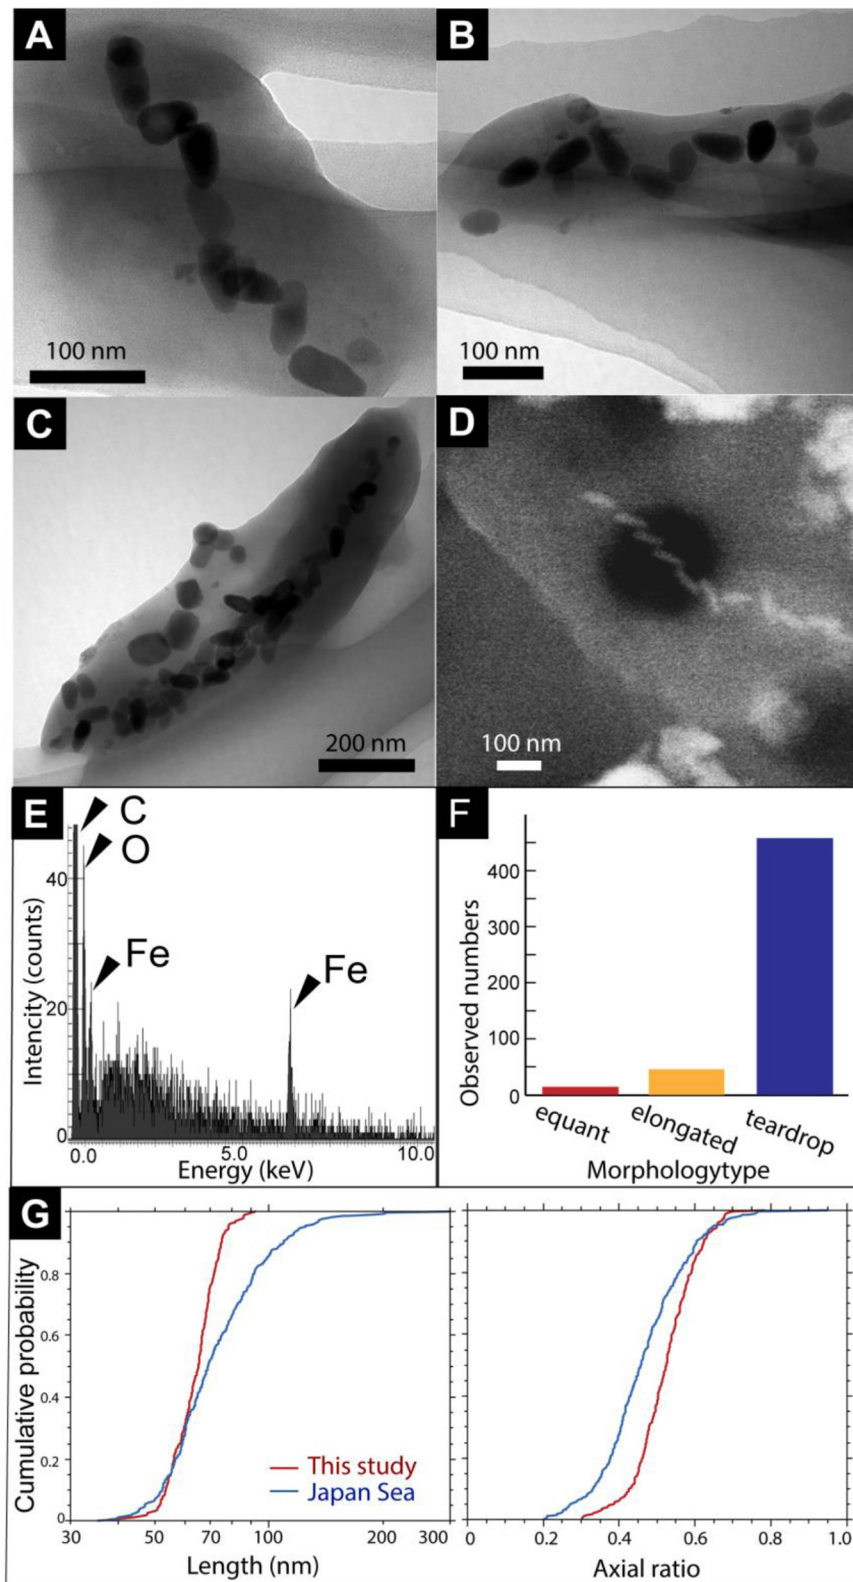 A
100 nm
B
100 nm
C
200 nm
D
100 nm
E
C
O
Fe
Fe
40
20
0
Intencity (counts)
0.0
5.0
10.0
Energy (keV)
F
Observed numbers
400
300
200
100
0
equant
elongated
teardrop
Morphologytype
G
Cumulative probability
0.8
0.6
0.4
0.2
0
This study
Japan Sea
30
50
70
100
200
300
Length (nm)
0
0.2
0.4
0.6
0.8
1.0
Axial ratio